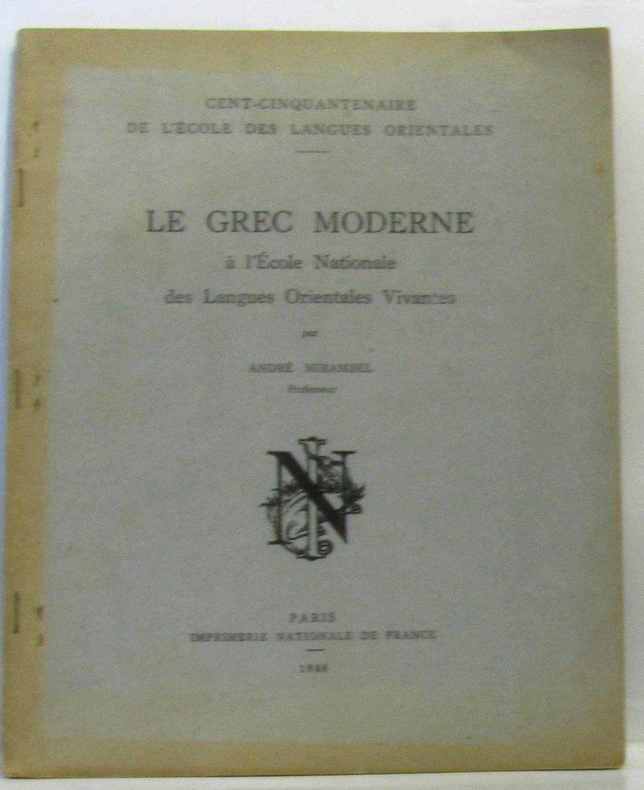 CENT-CINQUANTENAIRE
DE L'ÉCOLE DES LANGUES ORIENTALES
LE GREC MODERNE
à l'École Nationale
des Langues Orientales Vivantes
par
ANDRÉ MIRAMBEL
Professeur
PARIS
IMPRIMERIE NATIONALE DE FRANCE